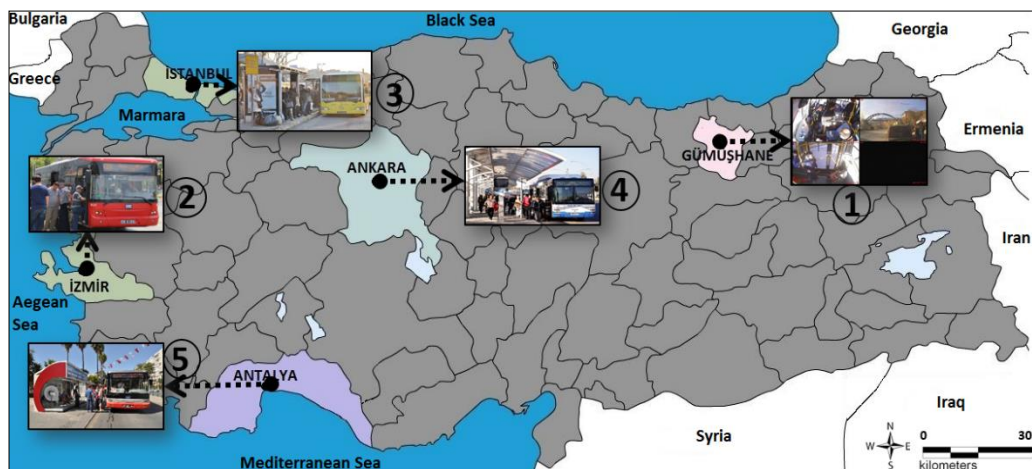 Bulgaria
Black Sea
Georgia
Greece
İSTANBUL
3
Marmara
Ermenia
ANKARA
GÜMÜŞHANE
2
4
1
Iran
İZMİR
Aegean
Sea
5
ANTALYA
Iraq
Syria
N
W E
S
0 30
kilometers
Mediterranean Sea